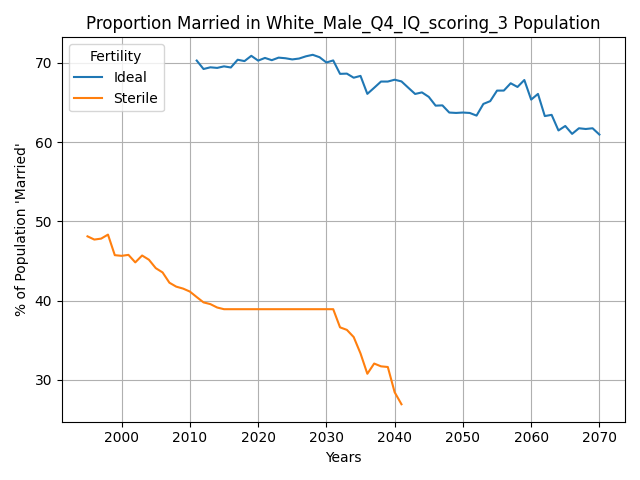 Proportion Married in White_Male_Q4_IQ_scoring_3 Population
Fertility
Ideal
Sterile
% of Population 'Married'
70
60
50
40
30
2000 2010 2020 2030 2040 2050 2060 2070
Years